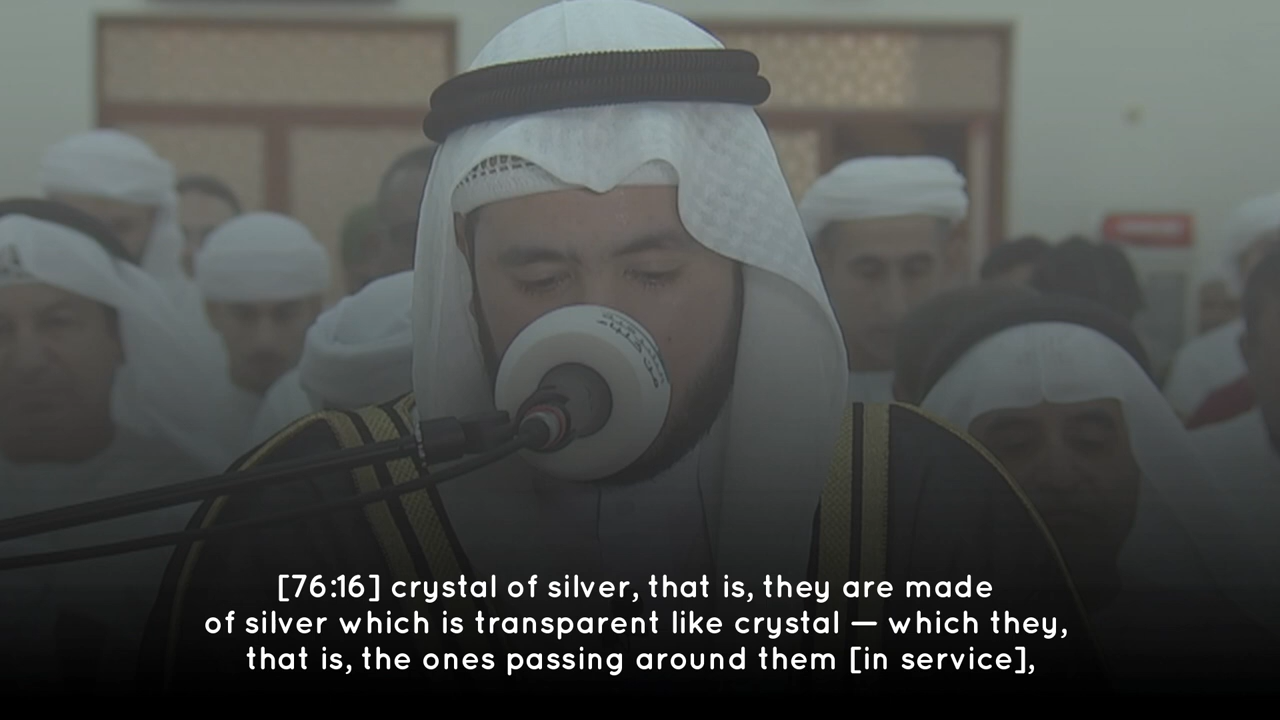 [76:16] crystal of silver, that is, they are made
of silver which is transparent like crystal — which they,
that is, the ones passing around them [in service],